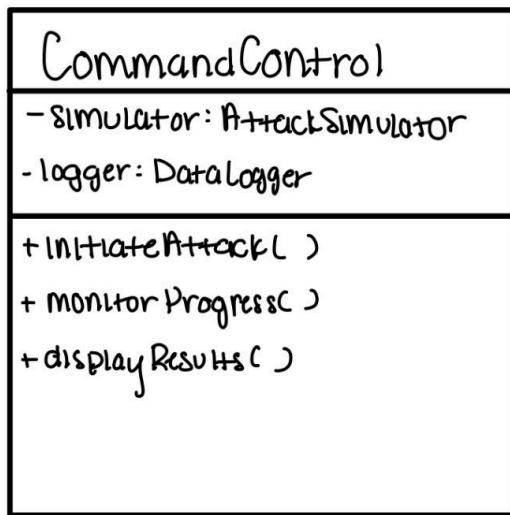 CommandControl
- simulator: AttackSimulator
- logger: DataLogger
+ initiateAttack( )
+ monitorProgress( )
+ displayResults( )